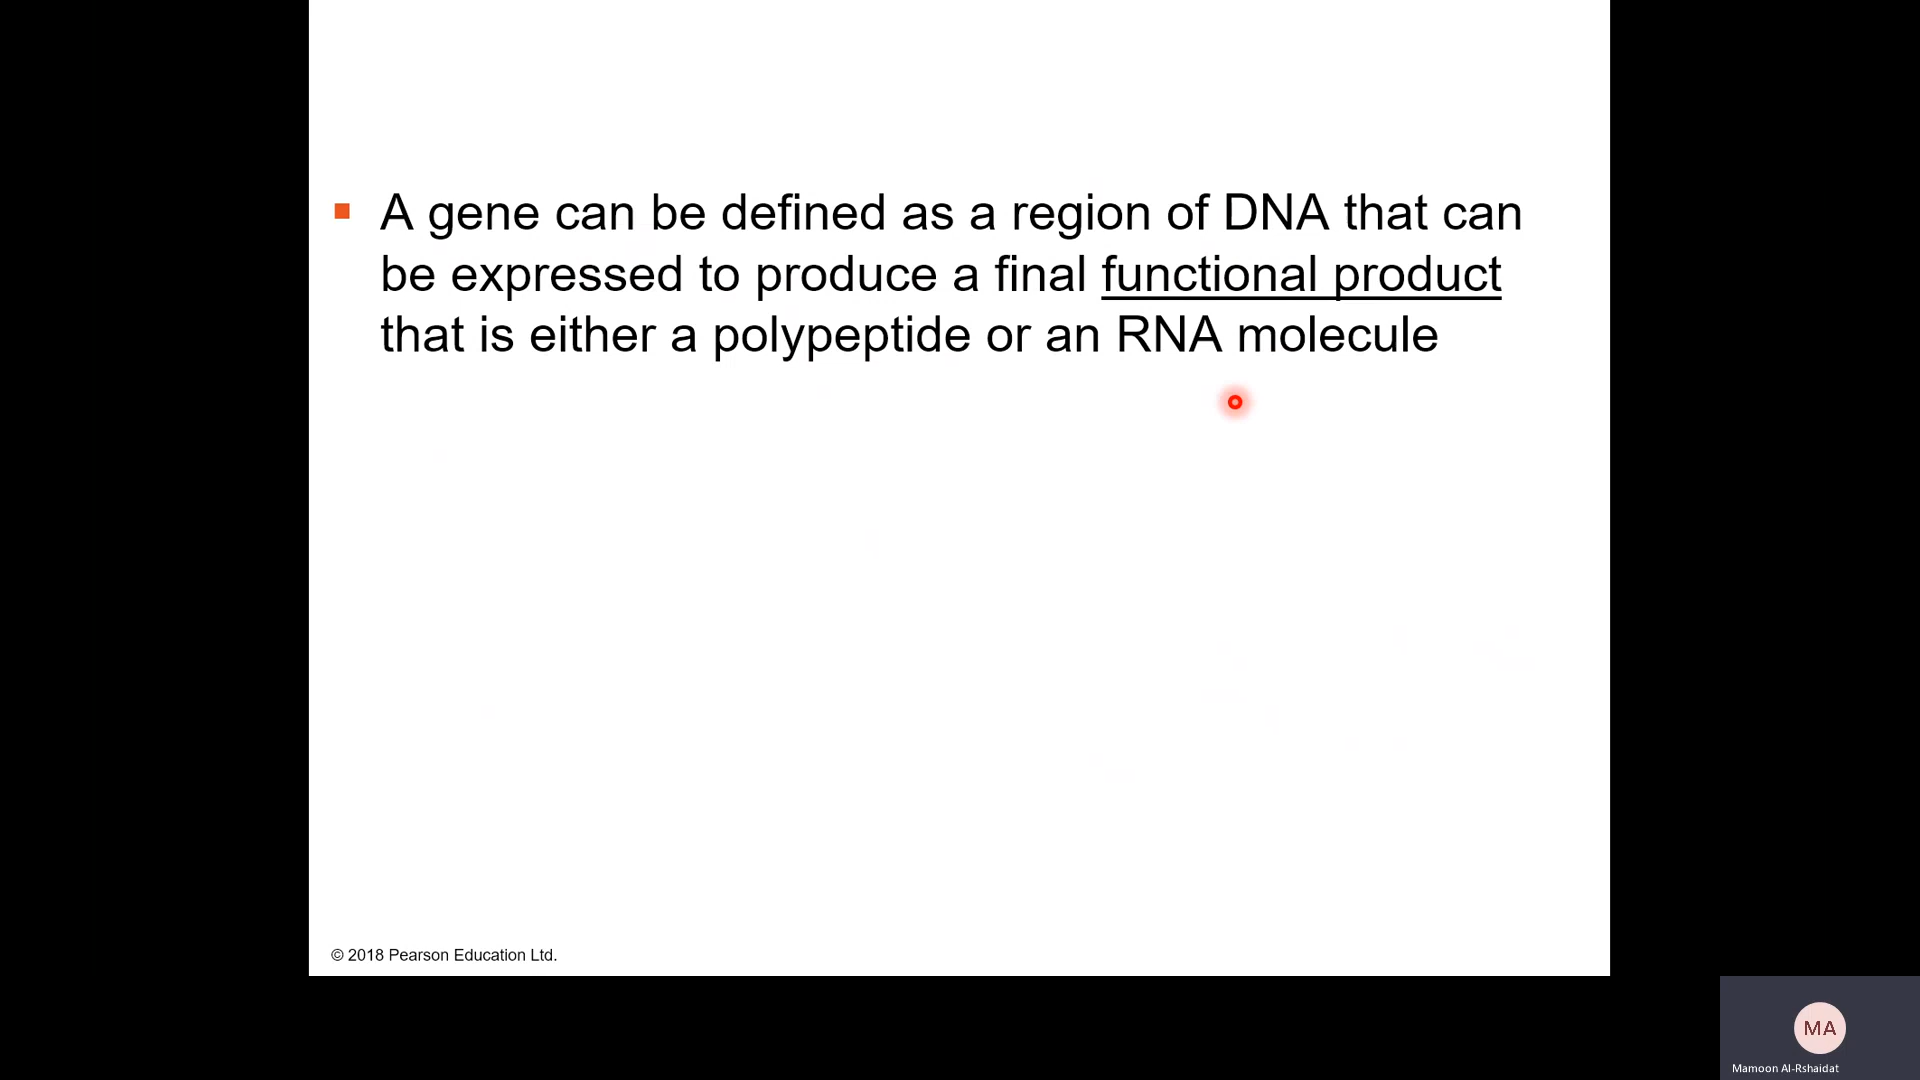 A gene can be defined as a region of DNA that can
be expressed to produce a final functional product
that is either a polypeptide or an RNA molecule
© 2018 Pearson Education Ltd.
MA
Mamoon Al-Rshaidat